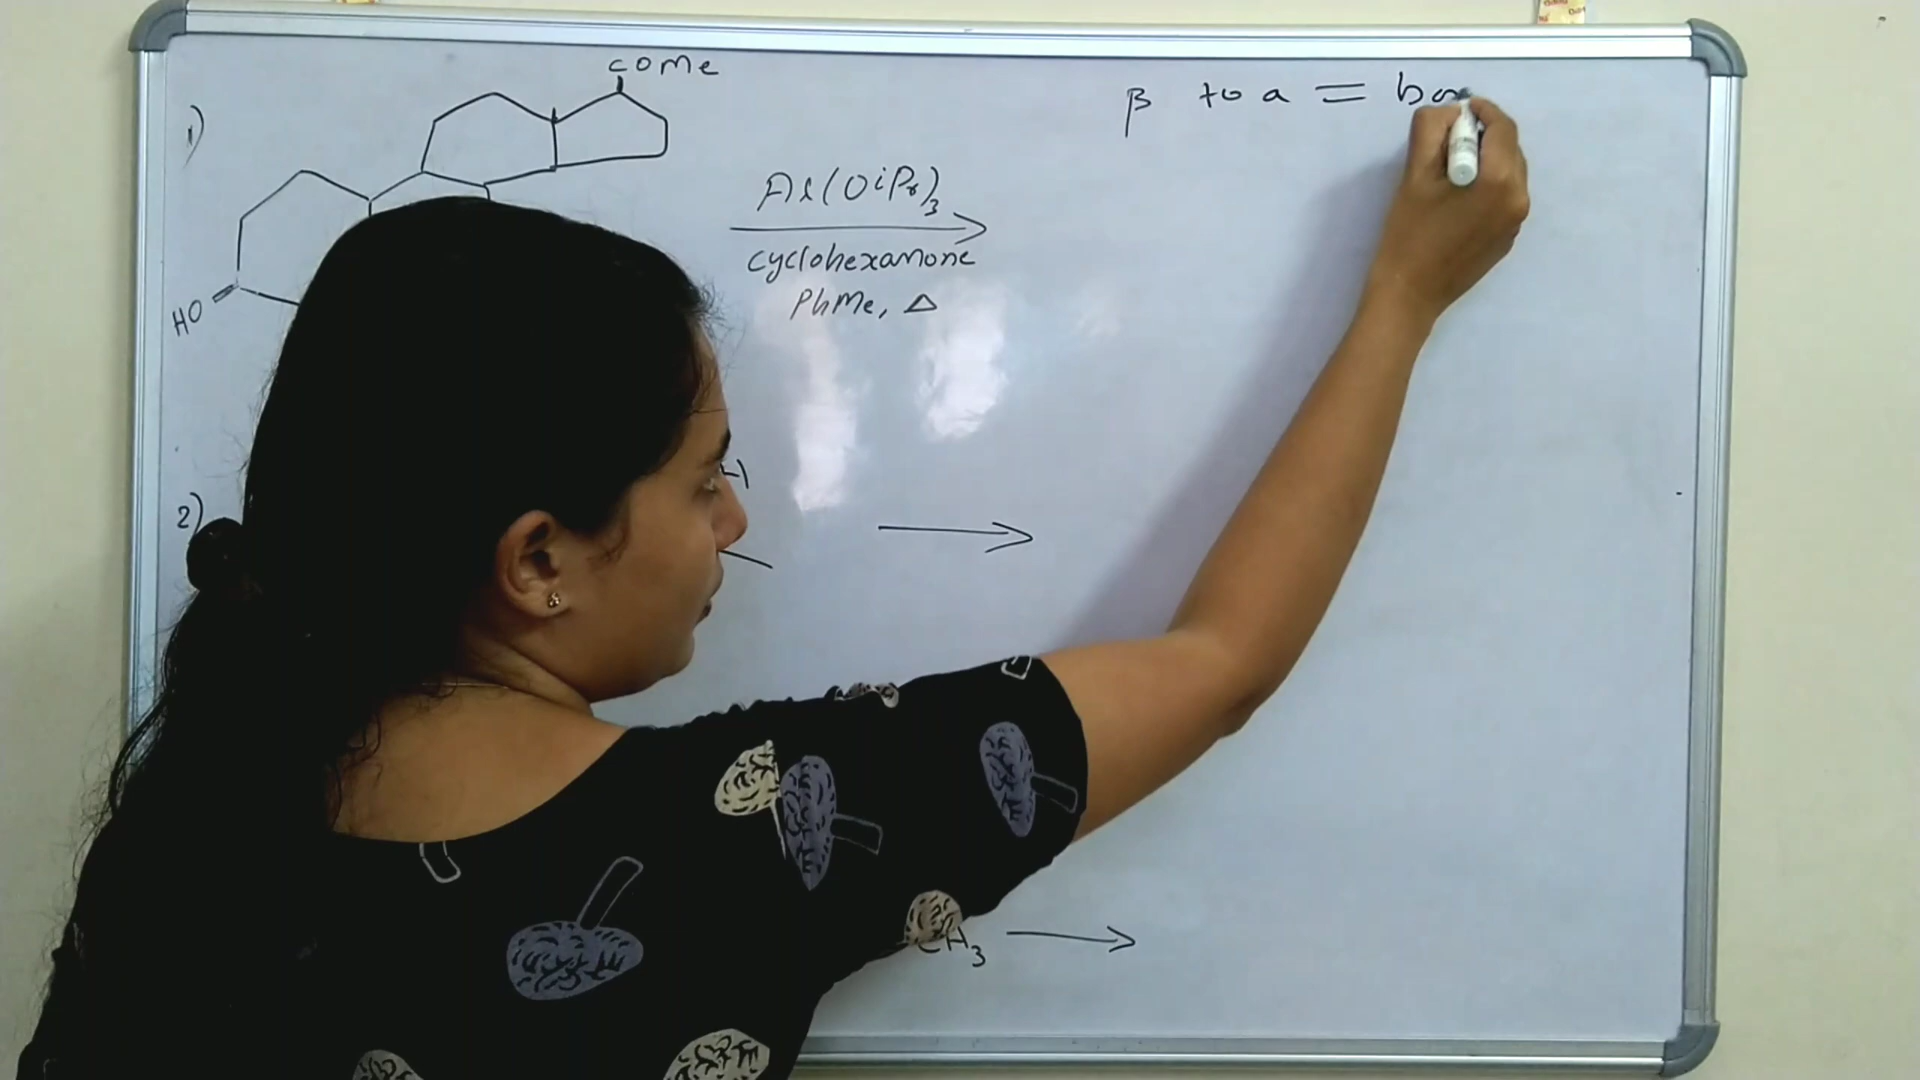 COMe
1)
β to a = bo
Al(OiPr)3
cyclohexanone
PhMe, Δ
HO
2)
CH3